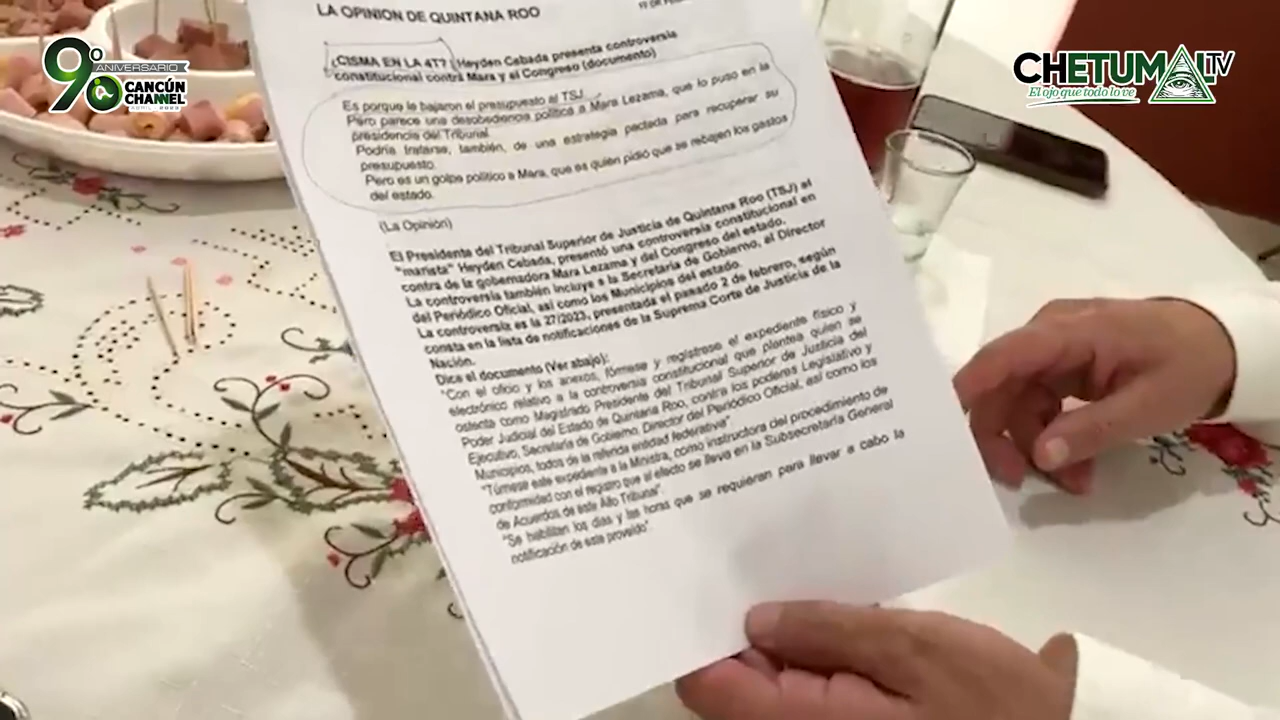 LA OPINION DE QUINTANA ROO
¿CISMA EN LA 4T? Heyden Cebada presenta controversia
constitucional contra Mara y el Congreso (documento)
Es porque le bajaron el presupuesto al TSJ.
Pero parece una desobediencia política a Mara Lezama, que lo puso en la
presidencia del Tribunal.
Podría tratarse, también, de una estrategia pactada para recuperar su
presupuesto.
Pero es un golpe político a Mara, que es quien pidió que se rebajen los gastos
del estado.
(La Opinión)
El Presidente del Tribunal Superior de Justicia de Quintana Roo (TSJ) el
"marista" Heyden Cebada, presentó una controversia constitucional en
contra de la gobernadora Mara Lezama y del Congreso del estado.
La controversia también incluye a la Secretaría de Gobierno, al Director
del Periódico Oficial, así como los Municipios del estado.
La controversia es la 27/2023, presentada el pasado 2 de febrero, según
consta en la lista de notificaciones de la Suprema Corte de Justicia de la
Nación.
Dice el documento (Ver abajo):
"Con el oficio y los anexos, fórmese y regístrese el expediente físico y
electrónico relativo a la controversia constitucional que plantea quien se
ostenta como Magistrado Presidente del Tribunal Superior de Justicia del
Poder Judicial del Estado de Quintana Roo, contra los poderes Legislativo y
Ejecutivo, Secretaría de Gobierno, Director del Periódico Oficial, así como los
Municipios, todos de la referida entidad federativa".
"Túrnese este expediente a la Ministra, como instructora del procedimiento de
conformidad con el registro que al efecto se lleva en la Subsecretaría General
de Acuerdos de este Alto Tribunal".
"Se habilitan los días y las horas que se requieran para llevar a cabo la
notificación de este proveído"
9º ANIVERSARIO
CANCÚN
CHANNEL
CHETUMAL TV
El ojo que todo lo ve